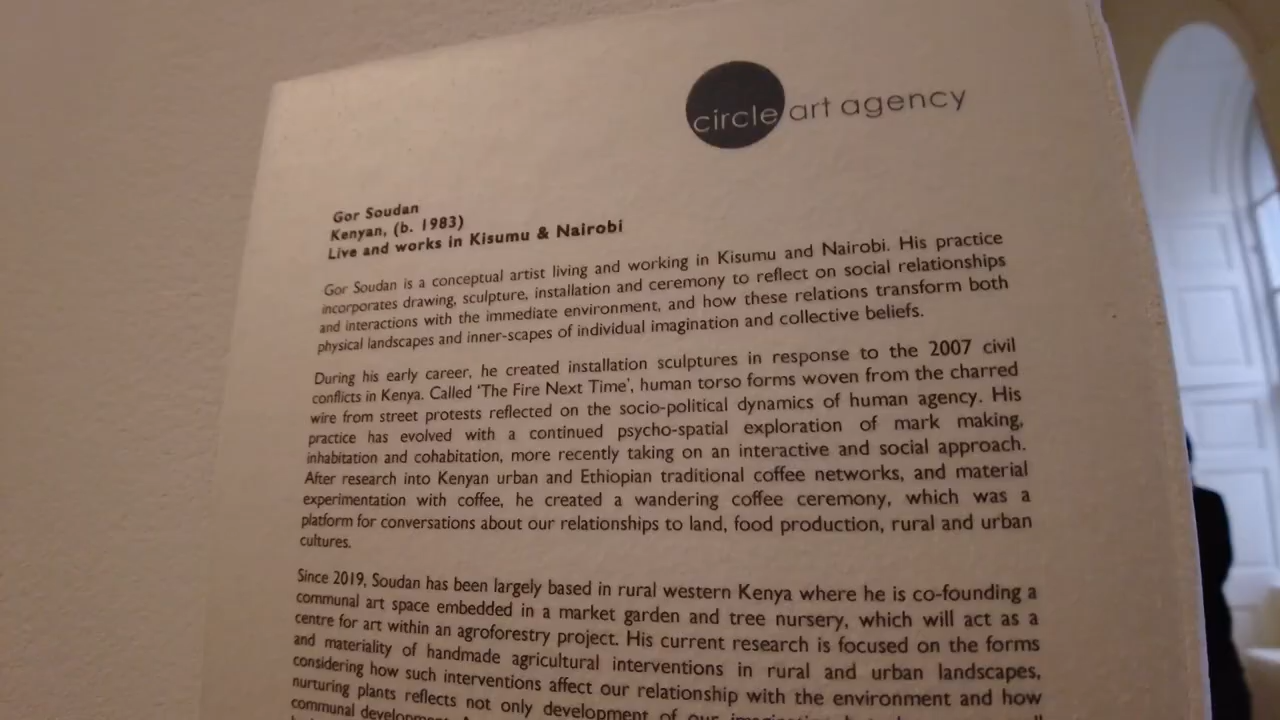 circle art agency
Gor Soudan
Kenyan, (b. 1983)
Live and works in Kisumu & Nairobi
Gor Soudan is a conceptual artist living and working in Kisumu and Nairobi. His practice
incorporates drawing, sculpture, installation and ceremony to reflect on social relationships
and interactions with the immediate environment, and how these relations transform both
physical landscapes and inner-scapes of individual imagination and collective beliefs.
During his early career, he created installation sculptures in response to the 2007 civil
conflicts in Kenya. Called ‘The Fire Next Time’, human torso forms woven from the charred
wire from street protests reflected on the socio-political dynamics of human agency. His
practice has evolved with a continued psycho-spatial exploration of mark making,
inhabitation and cohabitation, more recently taking on an interactive and social approach.
After research into Kenyan urban and Ethiopian traditional coffee networks, and material
experimentation with coffee, he created a wandering coffee ceremony, which was a
platform for conversations about our relationships to land, food production, rural and urban
cultures.
Since 2019, Soudan has been largely based in rural western Kenya where he is co-founding a
communal art space embedded in a market garden and tree nursery, which will act as a
centre for art within an agroforestry project. His current research is focused on the forms
and materiality of handmade agricultural interventions in rural and urban landscapes,
considering how such interventions affect our relationship with the environment and how
nurturing plants reflects not only development of our
communal